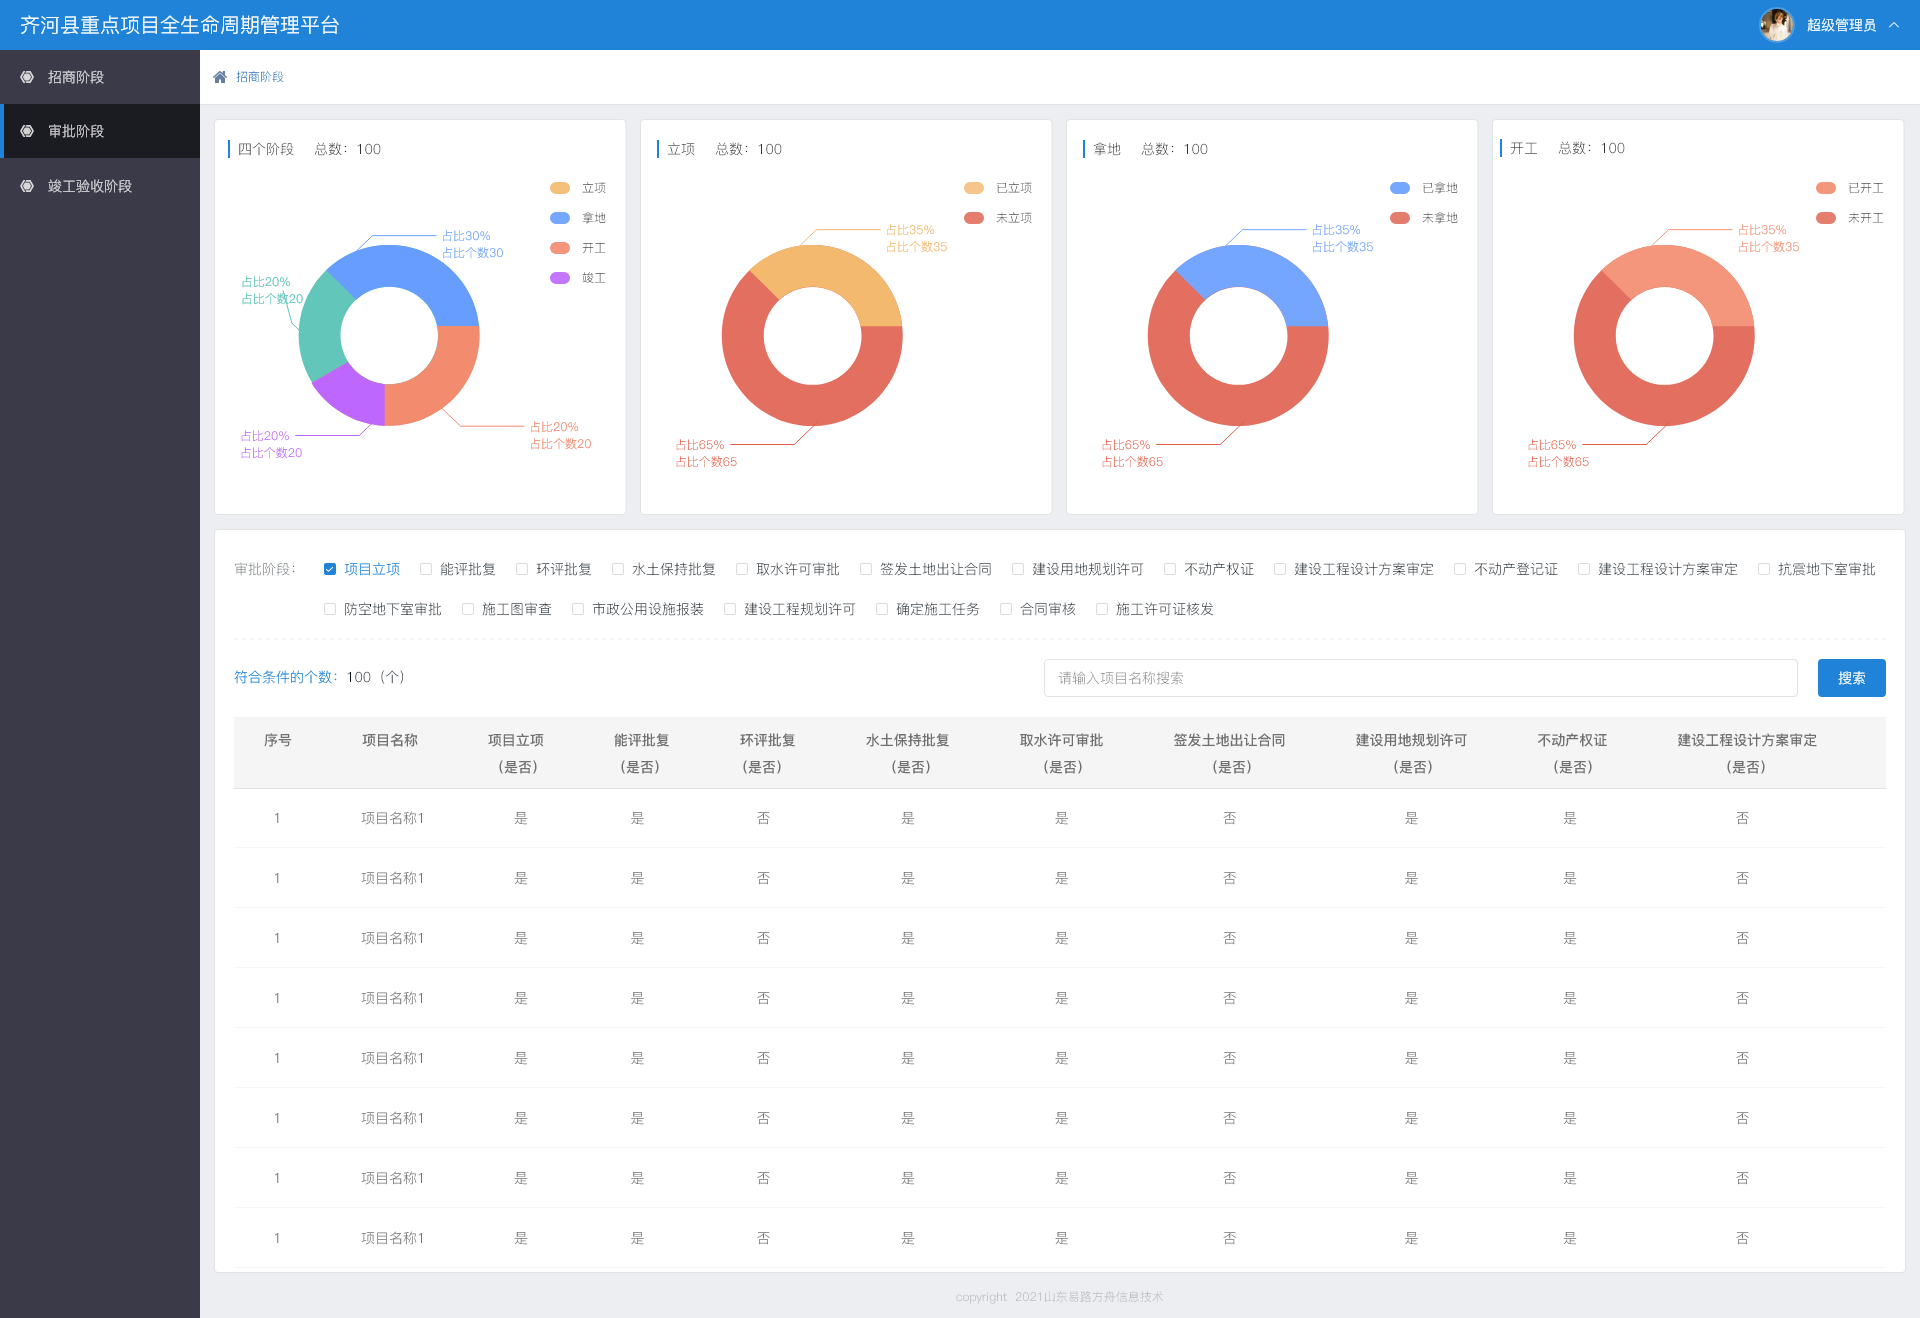 齐河县重点项目全生命周期管理平台
超级管理员
招商阶段
审批阶段
竣工验收阶段
招商阶段
四个阶段 总数：100
立项
拿地
开工
竣工
占比30%
占比个数30
占比20%
占比个数20
占比20%
占比个数20
占比20%
占比个数20
立项 总数：100
已立项
未立项
占比35%
占比个数35
占比65%
占比个数65
拿地 总数：100
已拿地
未拿地
占比35%
占比个数35
占比65%
占比个数65
开工 总数：100
已开工
未开工
占比35%
占比个数35
占比65%
占比个数65
审批阶段： 项目立项 能评批复 环评批复 水土保持批复 取水许可审批 签发土地出让合同 建设用地规划许可 不动产权证 建设工程设计方案审定 不动产登记证 建设工程设计方案审定 抗震地下室审批
防空地下室审批 施工图审查 市政公用设施报装 建设工程规划许可 确定施工任务 合同审核 施工许可证核发
符合条件的个数：100（个） 请输入项目名称搜索 搜索
序号 项目名称 项目立项 能评批复 环评批复 水土保持批复 取水许可审批 签发土地出让合同 建设用地规划许可 不动产权证 建设工程设计方案审定
（是否） （是否） （是否） （是否） （是否） （是否） （是否） （是否） （是否）
1 项目名称1 是 是 否 是 是 否 是 是 否
1 项目名称1 是 是 否 是 是 否 是 是 否
1 项目名称1 是 是 否 是 是 否 是 是 否
1 项目名称1 是 是 否 是 是 否 是 是 否
1 项目名称1 是 是 否 是 是 否 是 是 否
1 项目名称1 是 是 否 是 是 否 是 是 否
1 项目名称1 是 是 否 是 是 否 是 是 否
1 项目名称1 是 是 否 是 是 否 是 是 否
copyright 2021山东易路方舟信息技术